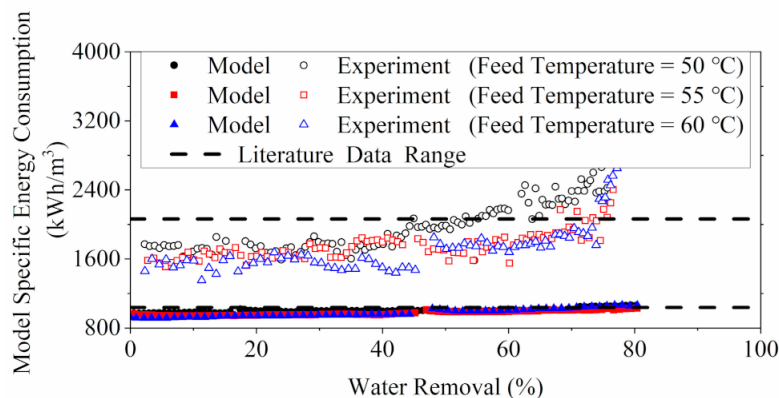 Model Specific Energy Consumption
(kWh/m³)
4000
3200
2400
1600
800
Model Experiment (Feed Temperature = 50 °C)
Model Experiment (Feed Temperature = 55 °C)
Model Experiment (Feed Temperature = 60 °C)
Literature Data Range
0 20 40 60 80 100
Water Removal (%)